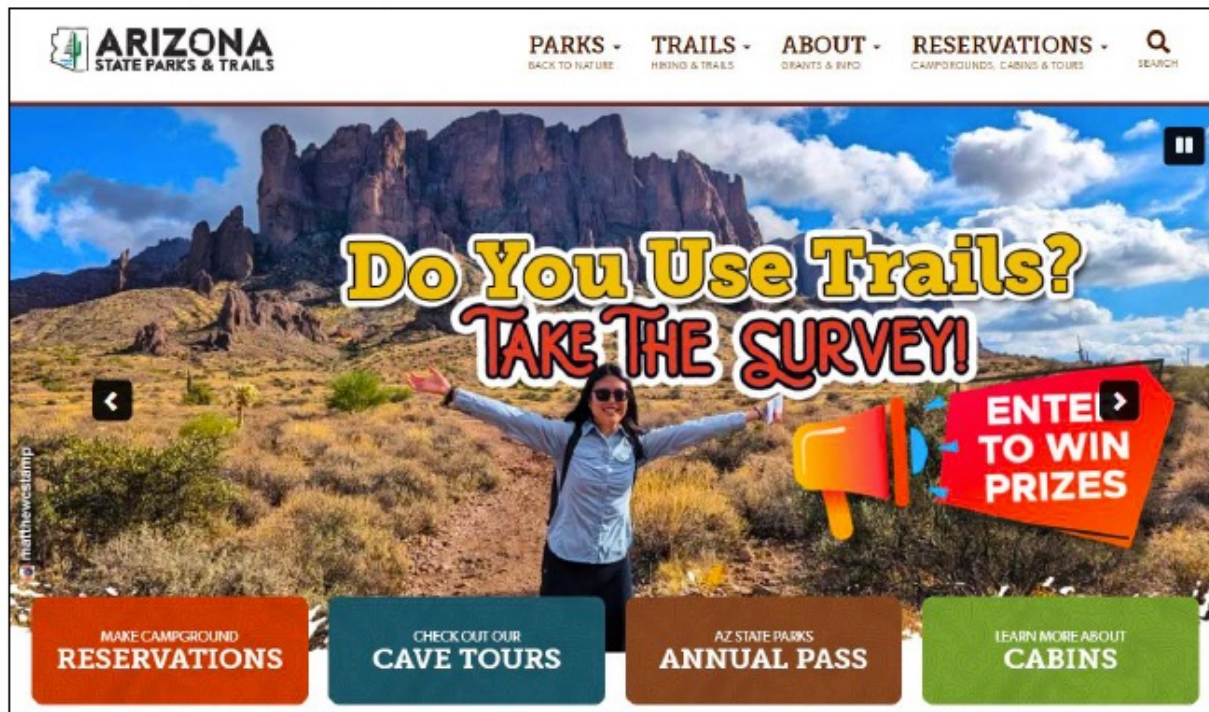 ARIZONA
STATE PARKS & TRAILS
PARKS
BACK TO NATURE
TRAILS
HIKING & TRAILS
ABOUT
GRANTS & INFO
RESERVATIONS
CAMPGROUNDS, CABINS & TOURS
SEARCH
Do You Use Trails?
TAKE THE SURVEY!
TO WIN
PRIZES
matthewcstamp
MAKE CAMPGROUND
RESERVATIONS
CHECK OUT OUR
CAVE TOURS
AZ STATE PARKS
ANNUAL PASS
LEARN MORE ABOUT
CABINS